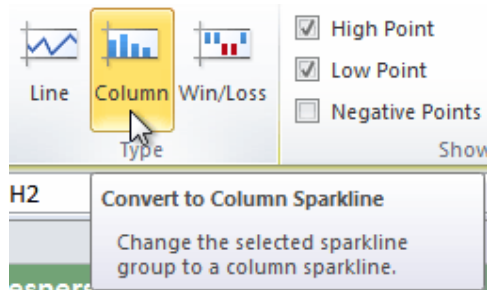 High Point
Low Point
Negative Points
Line Column Win/Loss
Type
Show
H2
Convert to Column Sparkline
Change the selected sparkline
group to a column sparkline.